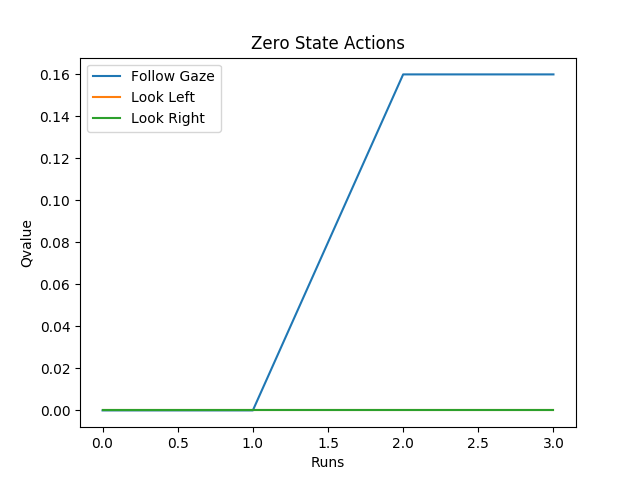 Zero State Actions
Follow Gaze
Look Left
Look Right
0.16
0.14
0.12
0.10
0.08
0.06
0.04
0.02
0.00
Qvalue
0.0 0.5 1.0 1.5 2.0 2.5 3.0
Runs